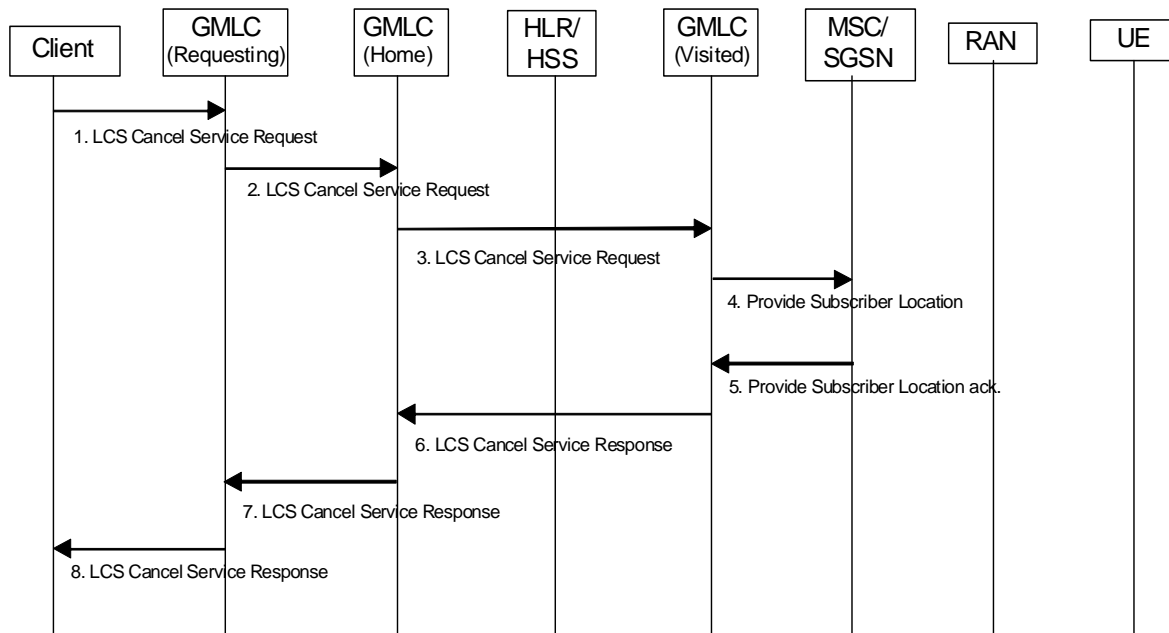 Client
GMLC
(Requesting)
GMLC
(Home)
HLR/
HSS
GMLC
(Visited)
MSC/
SGSN
RAN
UE
1. LCS Cancel Service Request
2. LCS Cancel Service Request
3. LCS Cancel Service Request
4. Provide Subscriber Location
5. Provide Subscriber Location ack.
6. LCS Cancel Service Response
7. LCS Cancel Service Response
8. LCS Cancel Service Response